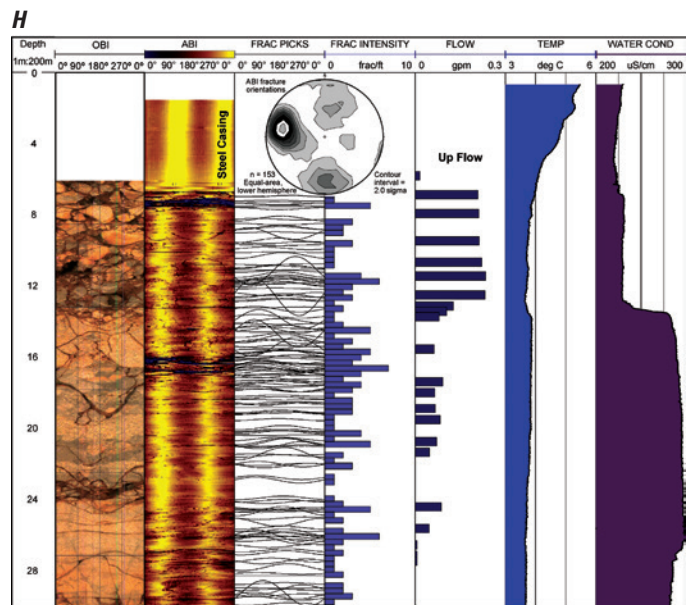 H
Depth OBI ABI FRAC PICKS FRAC INTENSITY FLOW TEMP WATER COND
1m:200m 0° 90° 180° 270° 0° 0° 90° 180° 270° 0° 0° 90° 180° 270° 0° 0 frac/ft 10 0 gpm 0.3 3 deg C 6 200 uS/cm 300
0
ABI fracture
orientations
Steel Casing
4
Up Flow
n = 153
Equal-area,
lower hemisphere
Contour
interval =
2.0 sigma
8
12
16
20
24
28